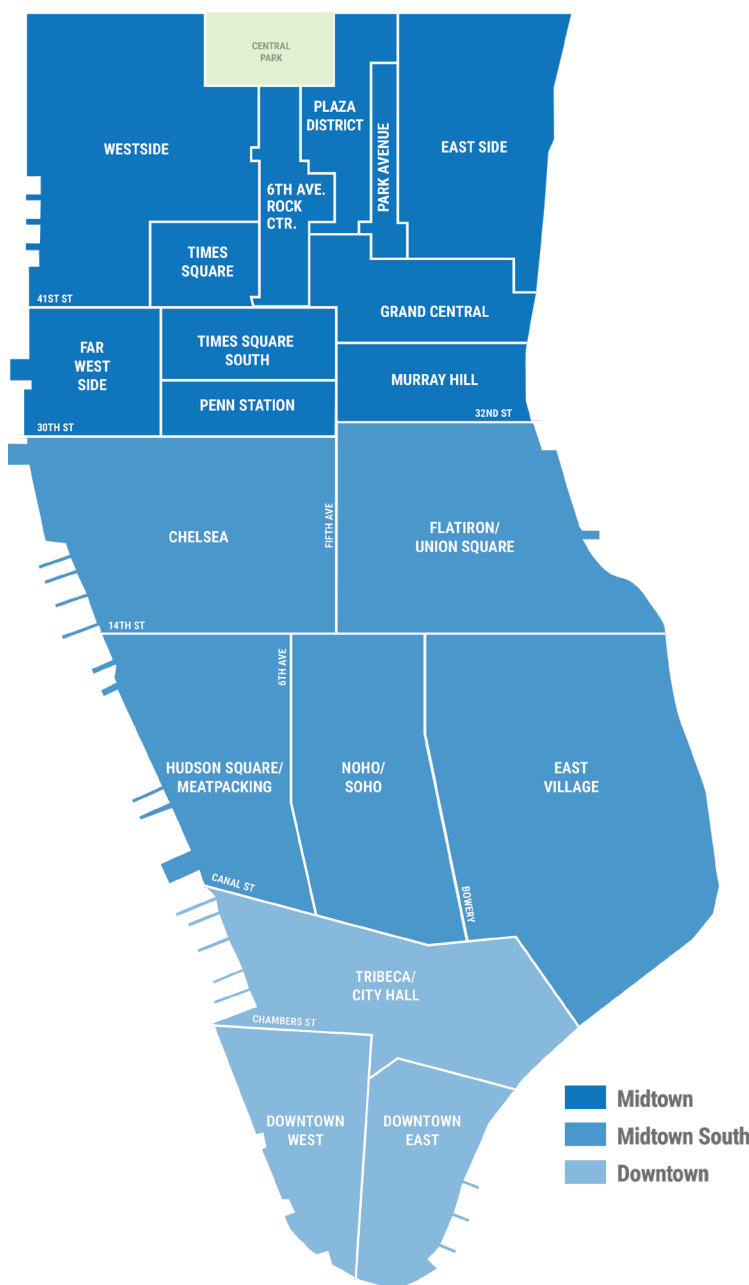 CENTRAL
PARK
PLAZA
DISTRICT
PARK AVENUE
WESTSIDE
EAST SIDE
6TH AVE.
ROCK
CTR.
TIMES
SQUARE
41ST ST
GRAND CENTRAL
FAR
WEST
SIDE
TIMES SQUARE
SOUTH
MURRAY HILL
PENN STATION
32ND ST
30TH ST
CHELSEA
FIFTH AVE
FLATIRON/
UNION SQUARE
14TH ST
6TH AVE
HUDSON SQUARE/
MEATPACKING
NOHO/
SOHO
EAST
VILLAGE
CANAL ST
BOWERY
TRIBECA/
CITY HALL
CHAMBERS ST
DOWNTOWN
WEST
DOWNTOWN
EAST
Midtown
Midtown South
Downtown